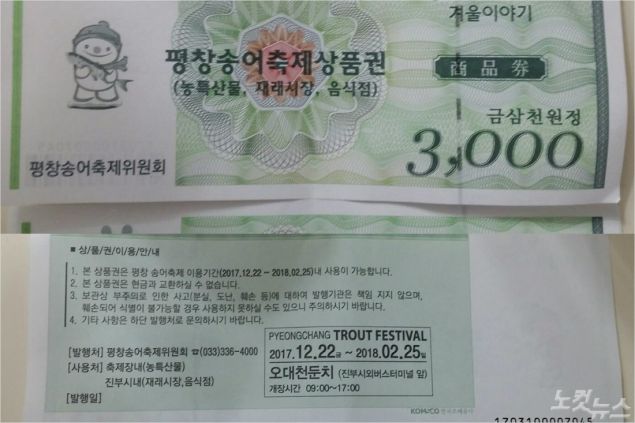 겨울이야기
평창송어축제상품권
商品券
(농특산물, 재래시장, 음식점)
금삼천원정
3,000
평창송어축제위원회
■ 상/품/권/이/용/안/내
1. 본 상품권은 평창 송어축제 이용기간(2017.12.22 ~ 2018.02.25)내 사용이 가능합니다.
2. 본 상품권은 현금과 교환하실 수 없습니다.
3. 보관상 부주의로 인한 사고(분실, 도난, 훼손 등)에 대하여 발행기관은 책임 지지 않으며,
훼손되어 식별이 불가능할 경우 사용하지 못하실 수도 있으니 주의하시기 바랍니다.
4. 기타 사항은 하단 발행처로 문의하시기 바랍니다.
[발행처] 평창송어축제위원회 ☎(033)336-4000
[사용처] 축제장내(농특산물)
진부시내(재래시장,음식점)
[발행일]
PYEONGCHANG TROUT FESTIVAL
2017.12.22금 ~ 2018.02.25일
오대천둔치 (진부시외버스터미널 앞)
개장시간 09:00~17:00
KOMSCO 한국조폐공사
노컷뉴스